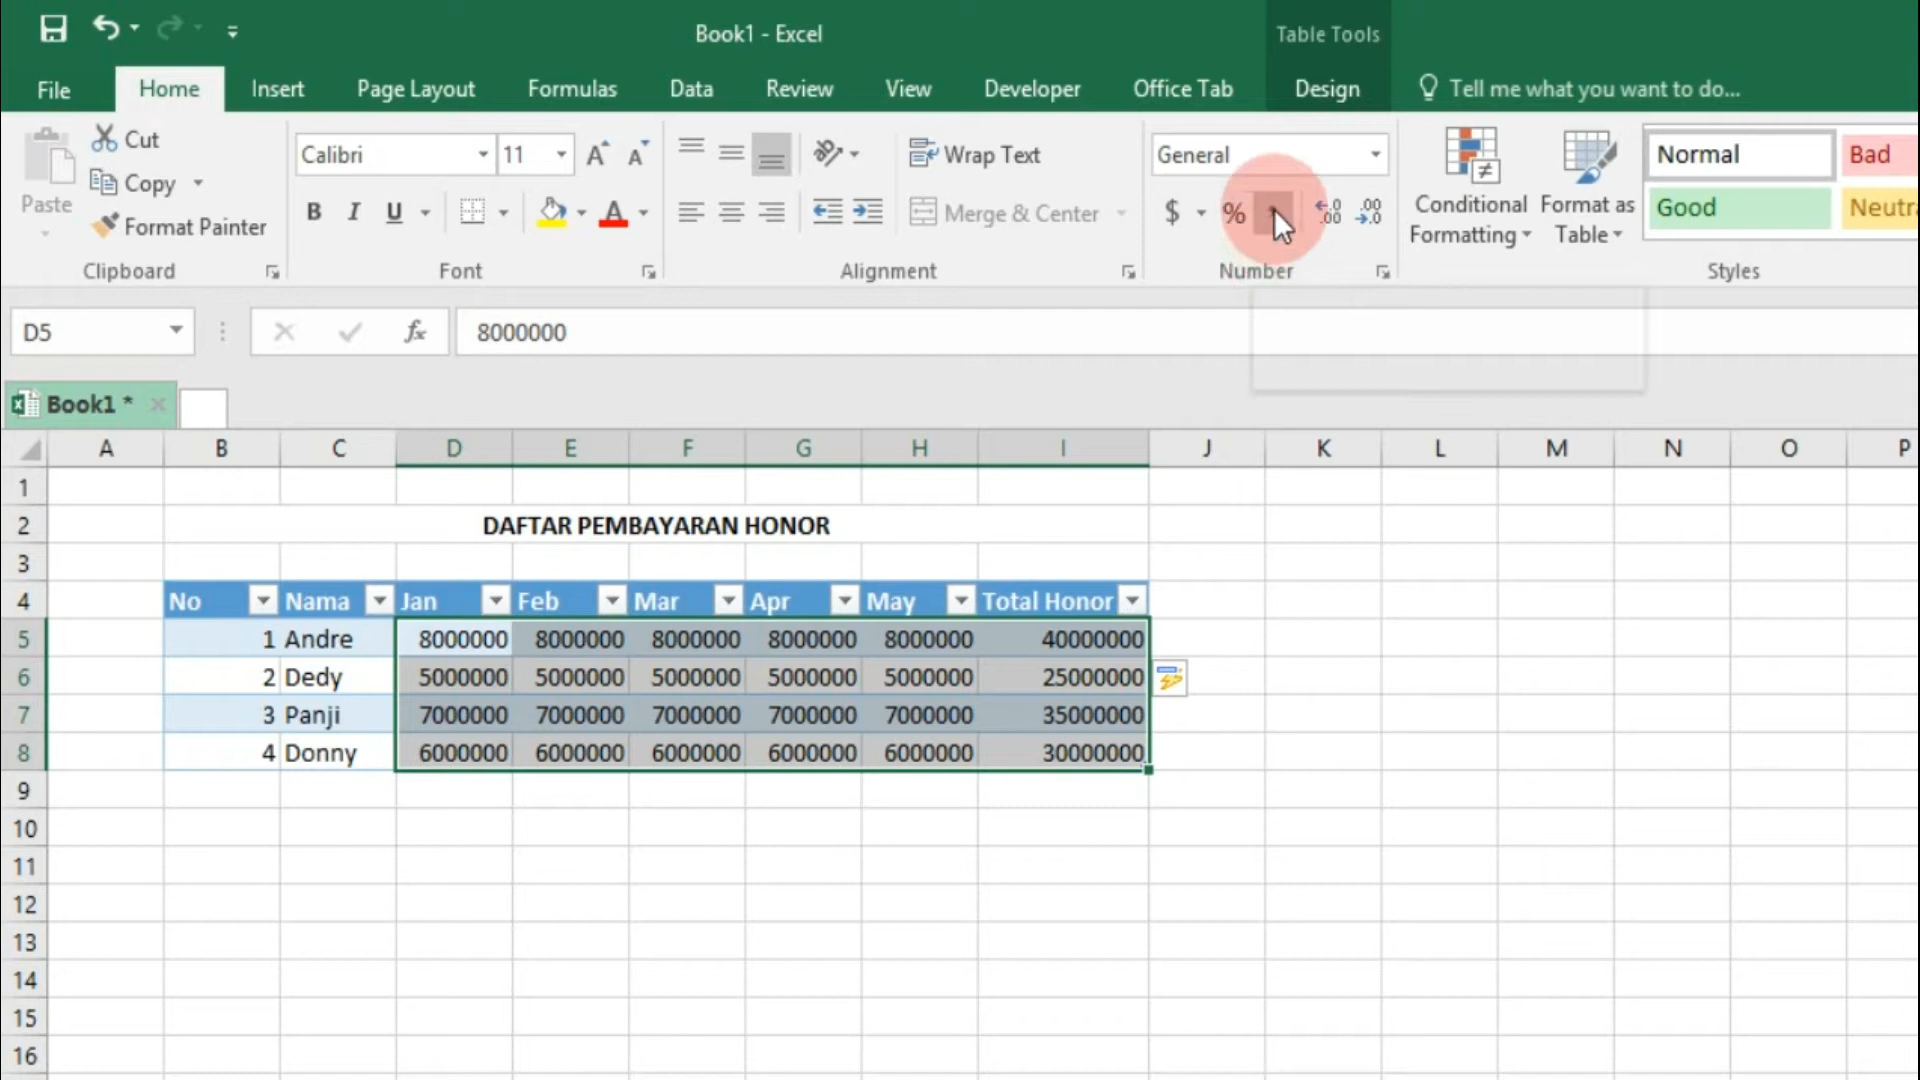 Book1 - Excel
Table Tools
File Home Insert Page Layout Formulas Data Review View Developer Office Tab Design Tell me what you want to do...
Paste
Cut
Copy
Format Painter
Clipboard
Calibri 11
B I U
Font
Wrap Text
Merge & Center
Alignment
General
$ % .00 .00
Number
Conditional Formatting
Format as Table
Normal Bad
Good
Styles
D5 fx 8000000
Book1 *
A B C D E F G H I J K L M N O P
1
2 DAFTAR PEMBAYARAN HONOR
3
4 No Nama Jan Feb Mar Apr May Total Honor
5 1 Andre 8000000 8000000 8000000 8000000 8000000 40000000
6 2 Dedy 5000000 5000000 5000000 5000000 5000000 25000000
7 3 Panji 7000000 7000000 7000000 7000000 7000000 35000000
8 4 Donny 6000000 6000000 6000000 6000000 6000000 30000000
9
10
11
12
13
14
15
16